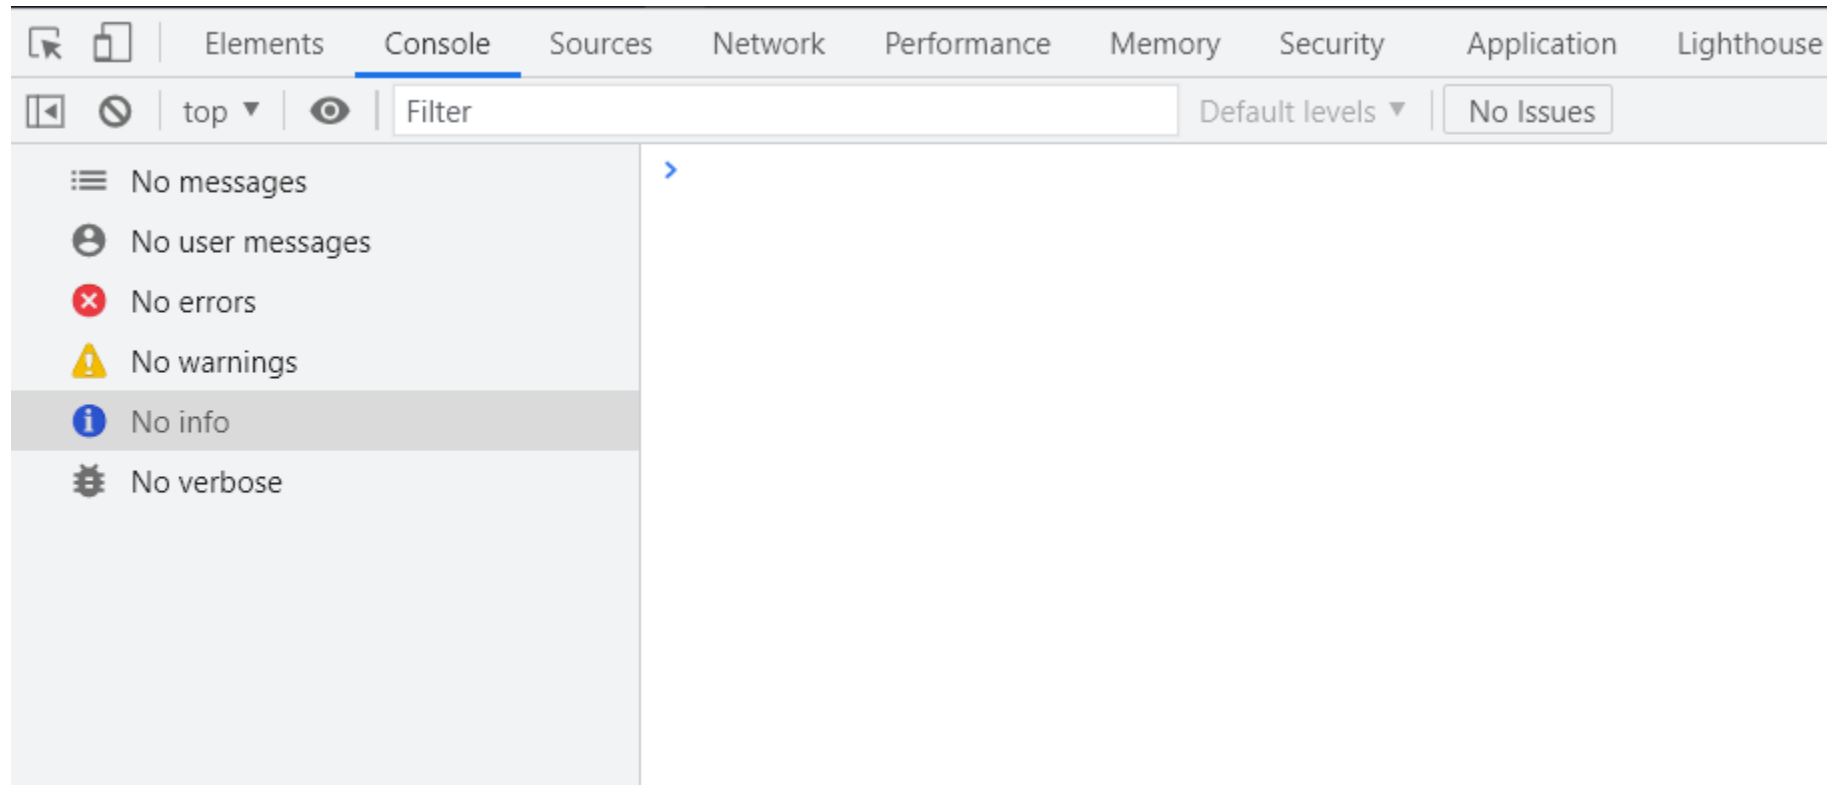 Elements Console Sources Network Performance Memory Security Application Lighthouse
top Filter Default levels No Issues
No messages
No user messages
No errors
No warnings
No info
No verbose